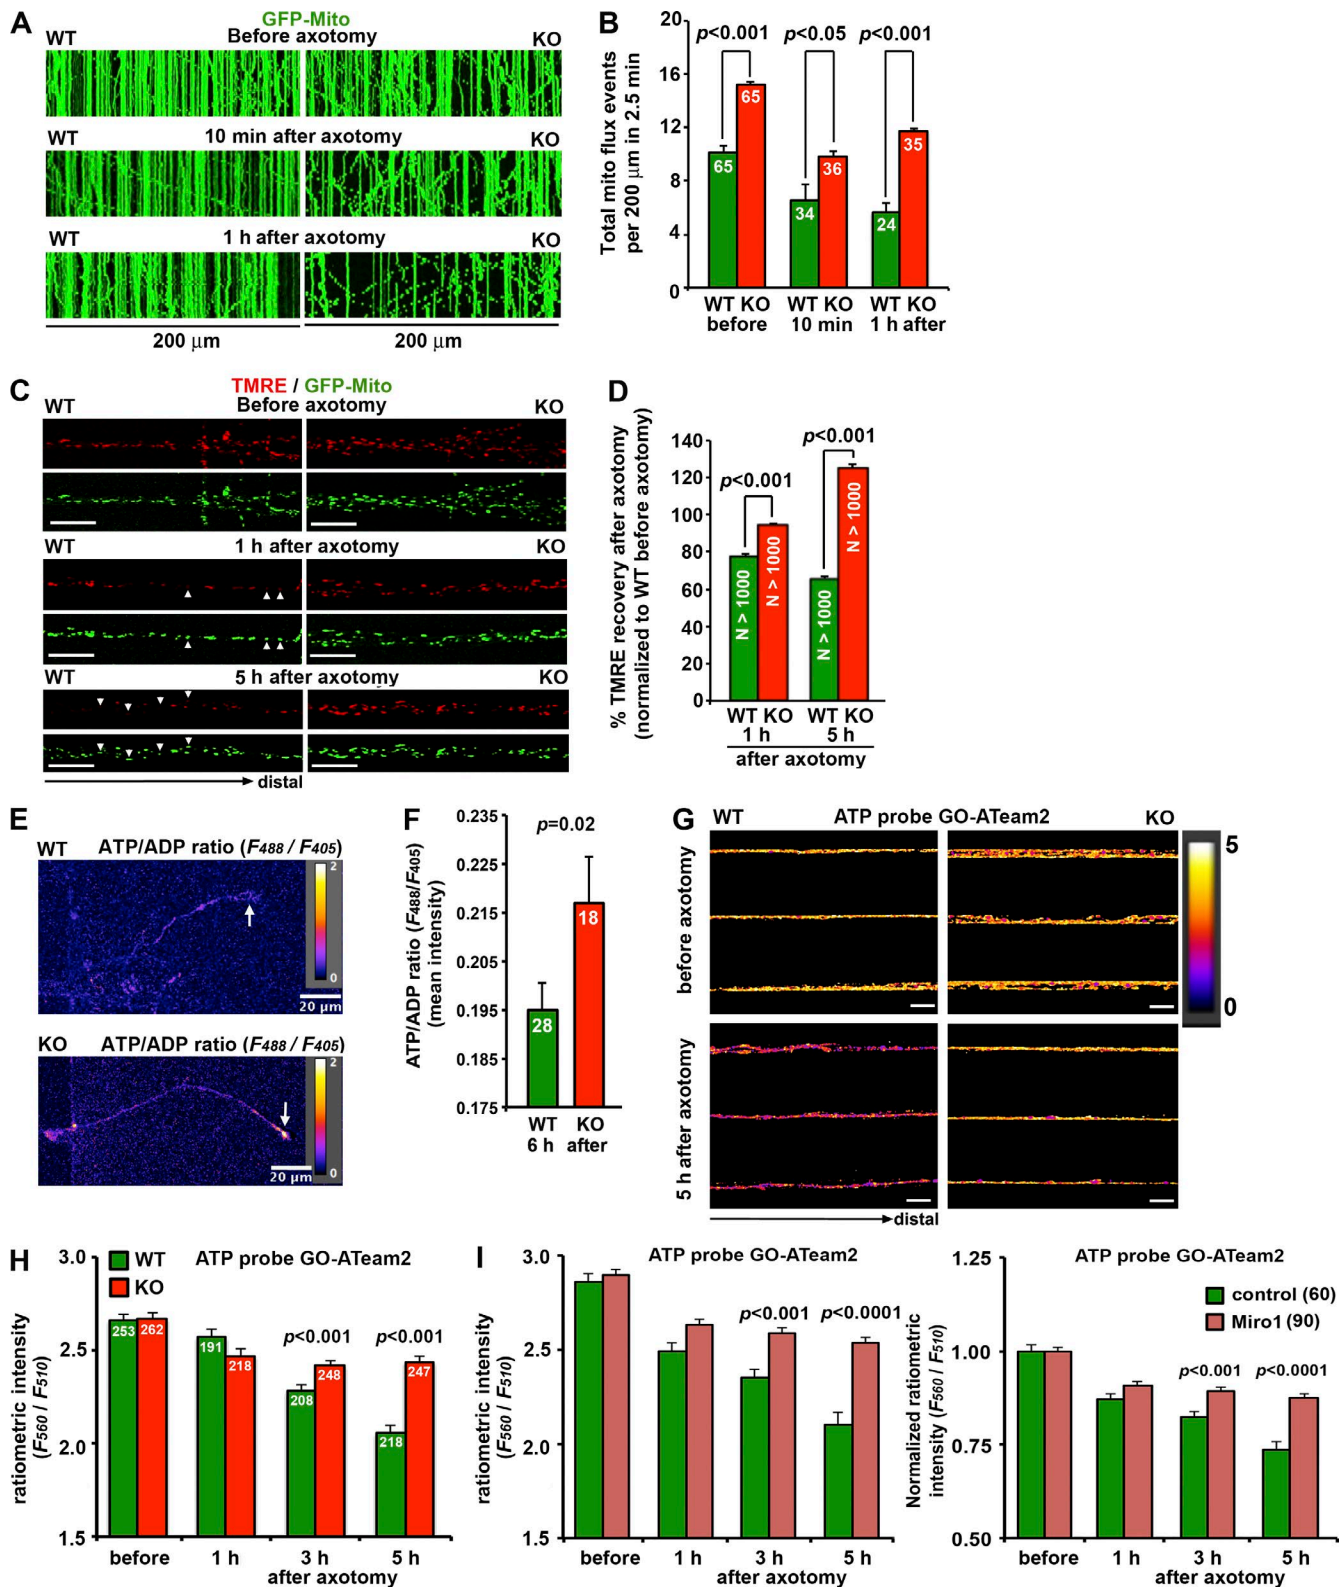 A
GFP-Mito
WT Before axotomy KO
WT 10 min after axotomy KO
WT 1 h after axotomy KO
200 μm 200 μm
B
Total mito flux events
per 200 μm in 2.5 min
20
16
12
8
4
0
p<0.001 p<0.05 p<0.001
65 65 34 36 24 35
WT KO WT KO WT KO
before 10 min 1 h after
C
TMRE / GFP-Mito
WT Before axotomy KO
WT 1 h after axotomy KO
WT 5 h after axotomy KO
distal
D
% TMRE recovery after axotomy
(normalized to WT before axotomy)
140
120
100
80
60
40
20
0
p<0.001 p<0.001
N > 1000 N > 1000 N > 1000 N > 1000
WT KO WT KO
1 h 5 h
after axotomy
E
WT ATP/ADP ratio (F488 / F405)
2
0
20 μm
KO ATP/ADP ratio (F488 / F405)
2
0
20 μm
F
ATP/ADP ratio (F488/F405)
(mean intensity)
0.235
0.225
0.215
0.205
0.195
0.185
0.175
p=0.02
28 18
WT KO
6 h after
G
WT ATP probe GO-ATeam2 KO
before axotomy
5 h after axotomy
5
0
distal
H
ATP probe GO-ATeam2
WT
KO
ratiometric intensity
(F560 / F510)
3.0
2.5
2.0
1.5
p<0.001 p<0.001
253 262 191 218 208 248 218 247
before 1 h 3 h 5 h
after axotomy
I
ATP probe GO-ATeam2
ratiometric intensity
(F560 / F510)
3.0
2.5
2.0
1.5
p<0.001 p<0.0001
before 1 h 3 h 5 h
after axotomy
ATP probe GO-ATeam2
control (60)
Miro1 (90)
Normalized ratiometric
intensity (F560 / F510)
1.25
1.00
0.75
0.50
p<0.001 p<0.0001
before 1 h 3 h 5 h
after axotomy